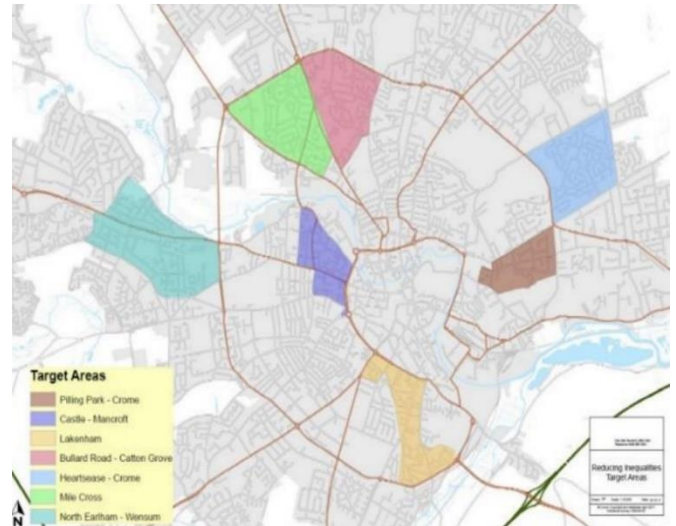 Target Areas
Pilling Park - Crome
Castle - Mancroft
Lakenham
Bullard Road - Catton Grove
Heartsease - Crome
Mile Cross
North Earlham - Wensum
N
Reducing Inequalities
Target Areas